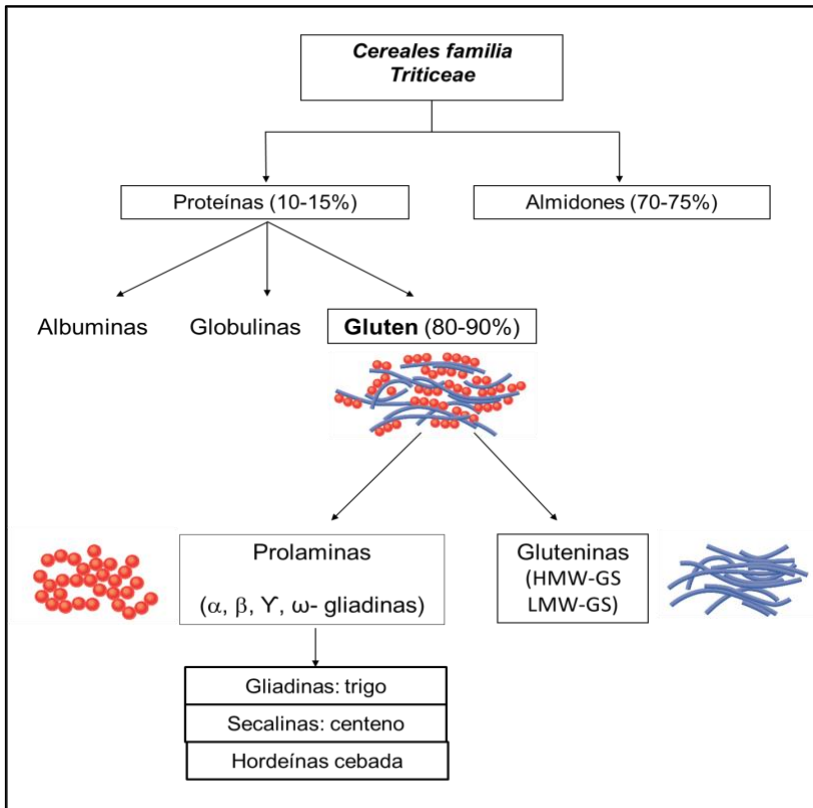 Cereales familia
Triticeae
Proteínas (10-15%)
Almidones (70-75%)
Albuminas
Globulinas
Gluten (80-90%)
Prolaminas
(α, β, ϒ, ω- gliadinas)
Gluteninas
(HMW-GS
LMW-GS)
Gliadinas: trigo
Secalinas: centeno
Hordeínas cebada